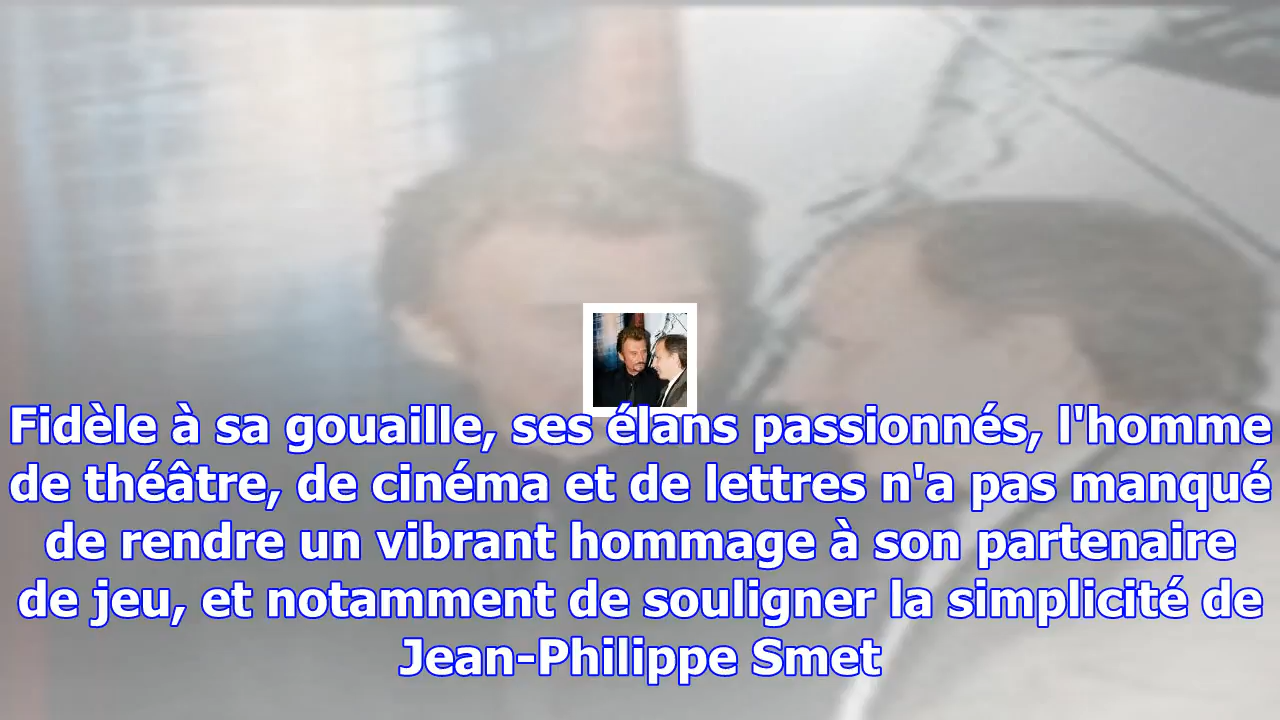 Fidèle à sa gouaille, ses élans passionnés, l'homme
de théâtre, de cinéma et de lettres n'a pas manqué
de rendre un vibrant hommage à son partenaire
de jeu, et notamment de souligner la simplicité de
Jean-Philippe Smet